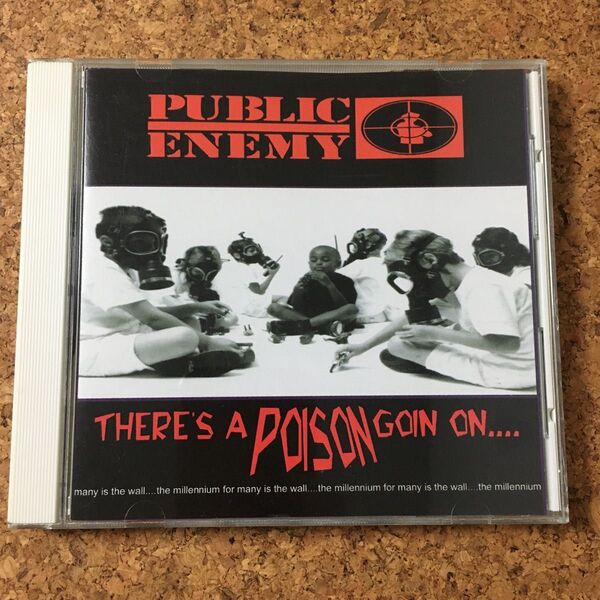 PUBLIC
ENEMY
THERE'S A POISON GOIN ON....
many is the wall....the millennium for many is the wall....the millennium for many is the wall....the millennium